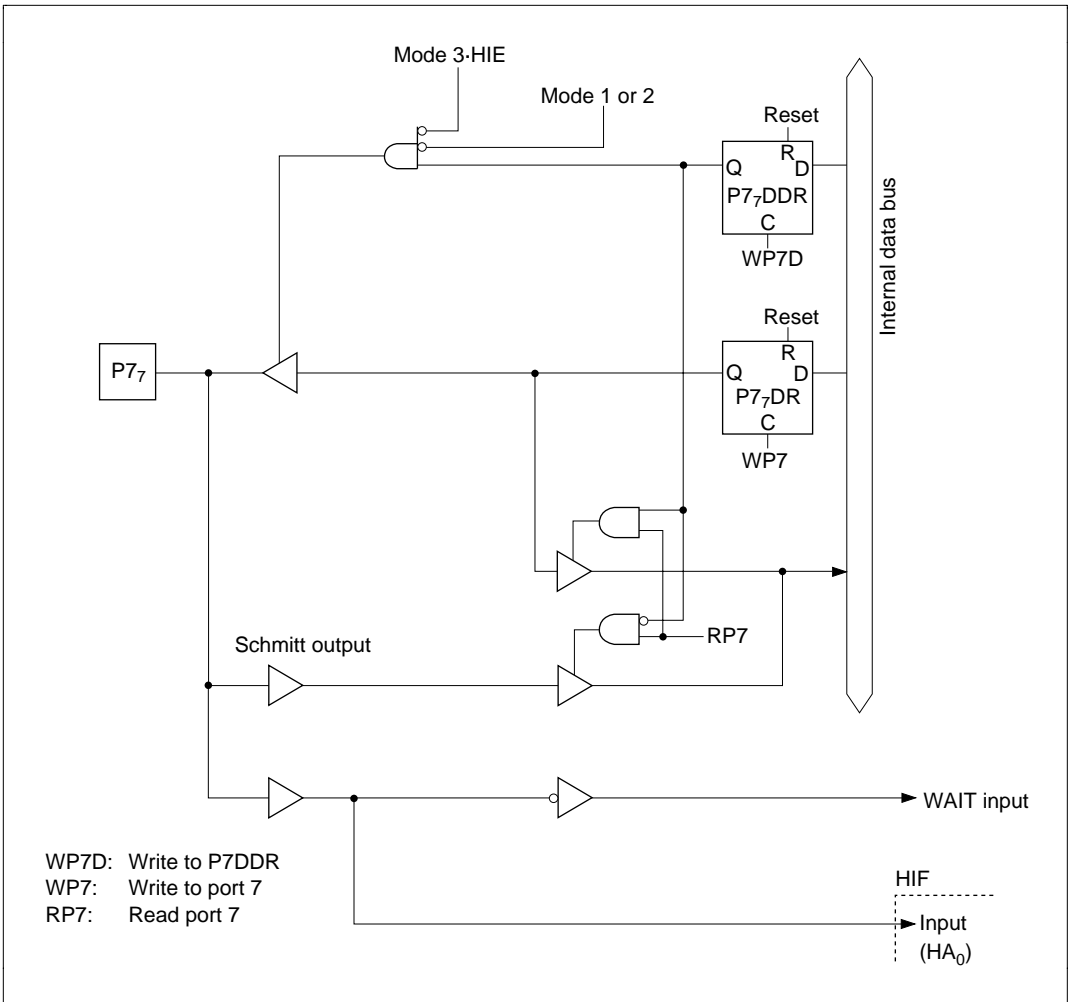 Mode 3·HIE
Mode 1 or 2
Reset
R
Q D
P7₇DDR
C
WP7D
Internal data bus
Reset
R
P7₇
Q D
P7₇DR
C
WP7
RP7
Schmitt output
WAIT input
WP7D: Write to P7DDR
WP7: Write to port 7
RP7: Read port 7
HIF
Input
(HA₀)